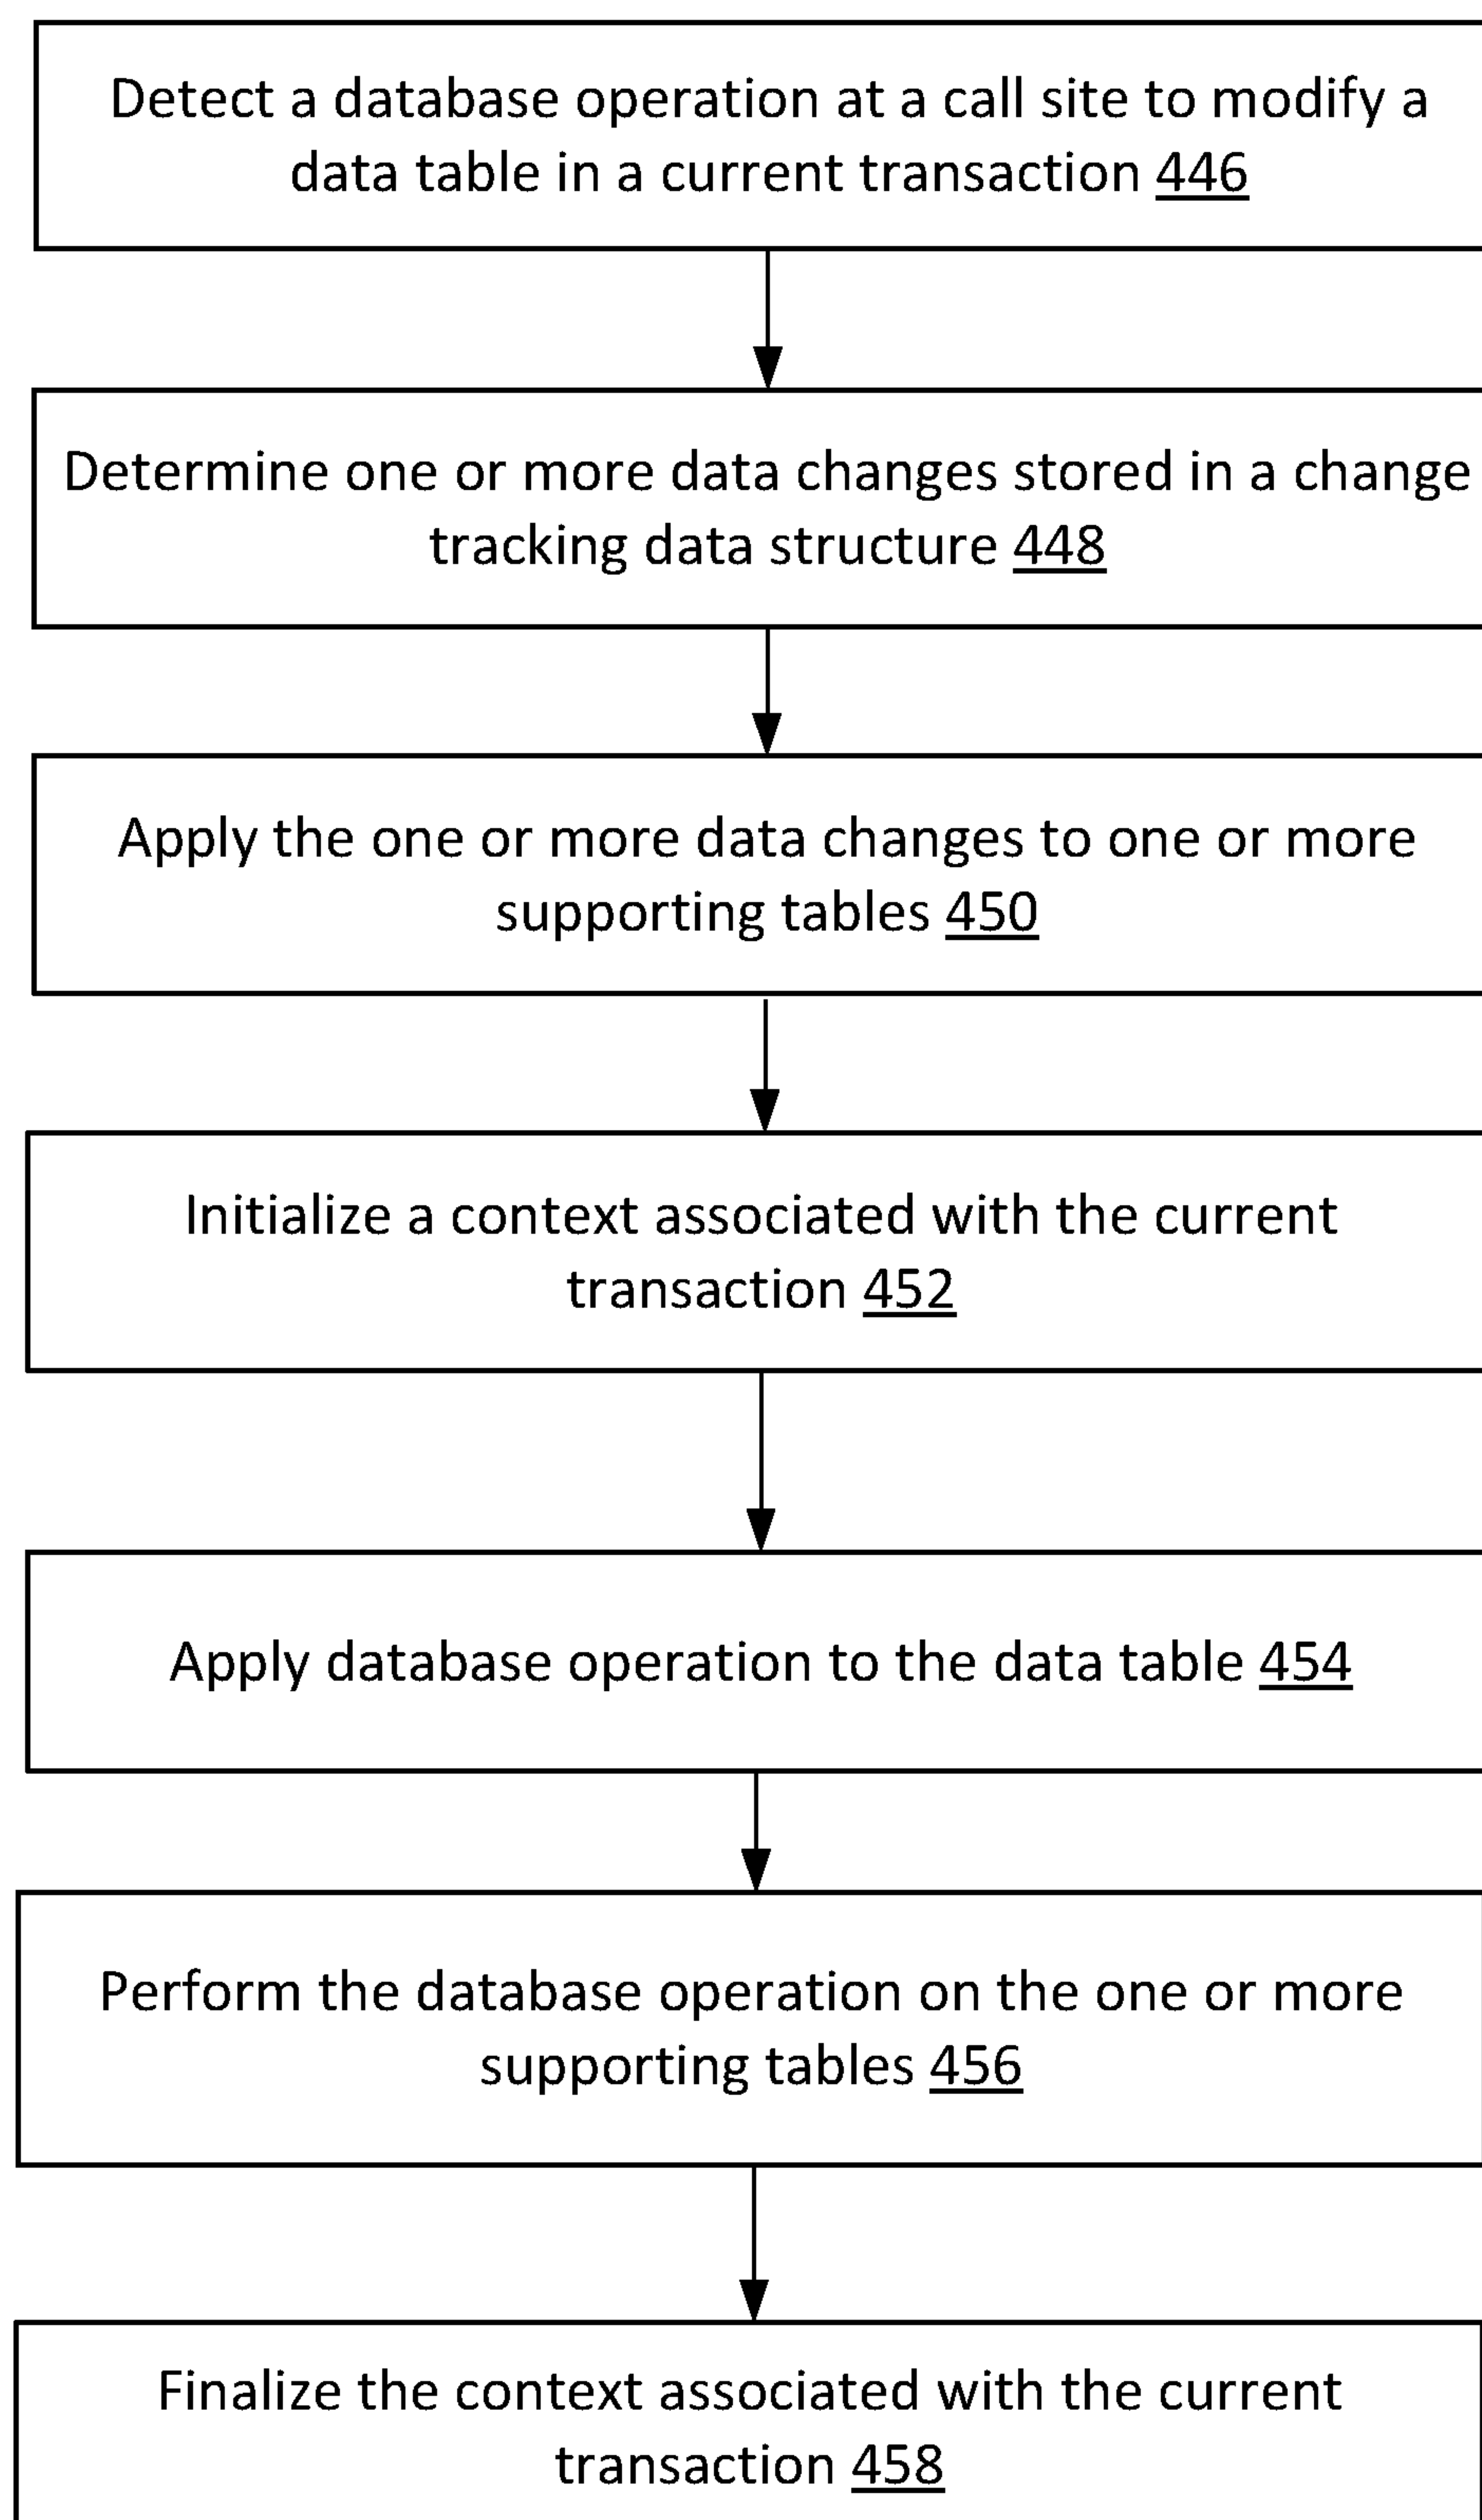 Detect a database operation at a call site to modify a
data table in a current transaction 446
Determine one or more data changes stored in a change
tracking data structure 448
Apply the one or more data changes to one or more
supporting tables 450
Initialize a context associated with the current
transaction 452
Apply database operation to the data table 454
Perform the database operation on the one or more
supporting tables 456
Finalize the context associated with the current
transaction 458